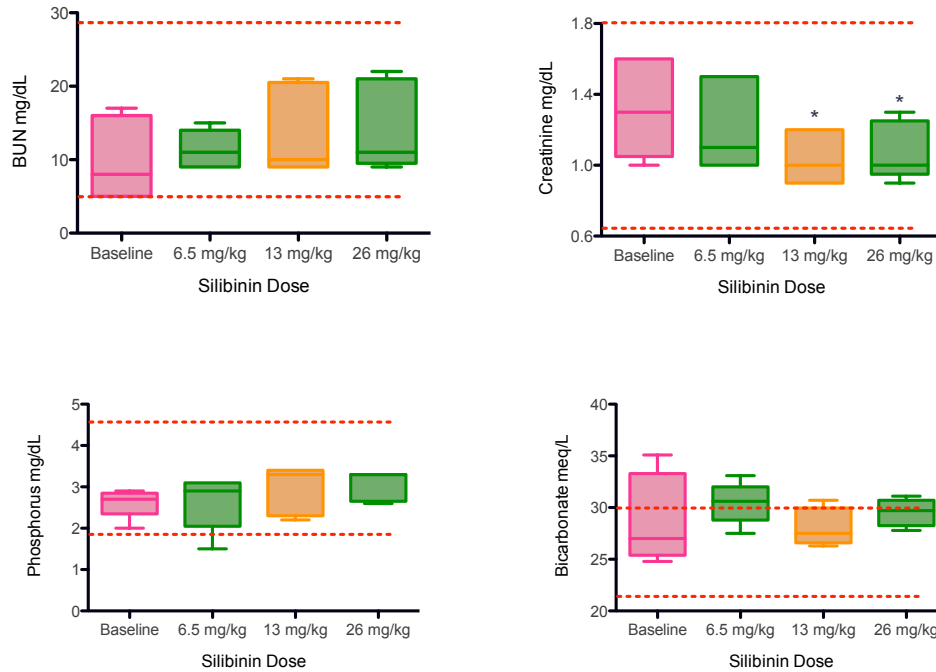 BUN mg/dL
30
20
10
0
Baseline 6.5 mg/kg 13 mg/kg 26 mg/kg
Silibinin Dose
Creatinine mg/dL
1.8
1.4
1.0
0.6
* *
Baseline 6.5 mg/kg 13 mg/kg 26 mg/kg
Silibinin Dose
Phosphonus mg/dL
5
4
3
2
1
0
Baseline 6.5 mg/kg 13 mg/kg 26 mg/kg
Silibinin Dose
Bicarbonate meq/L
40
35
30
25
20
Baseline 6.5 mg/kg 13 mg/kg 26 mg/kg
Silibinin Dose